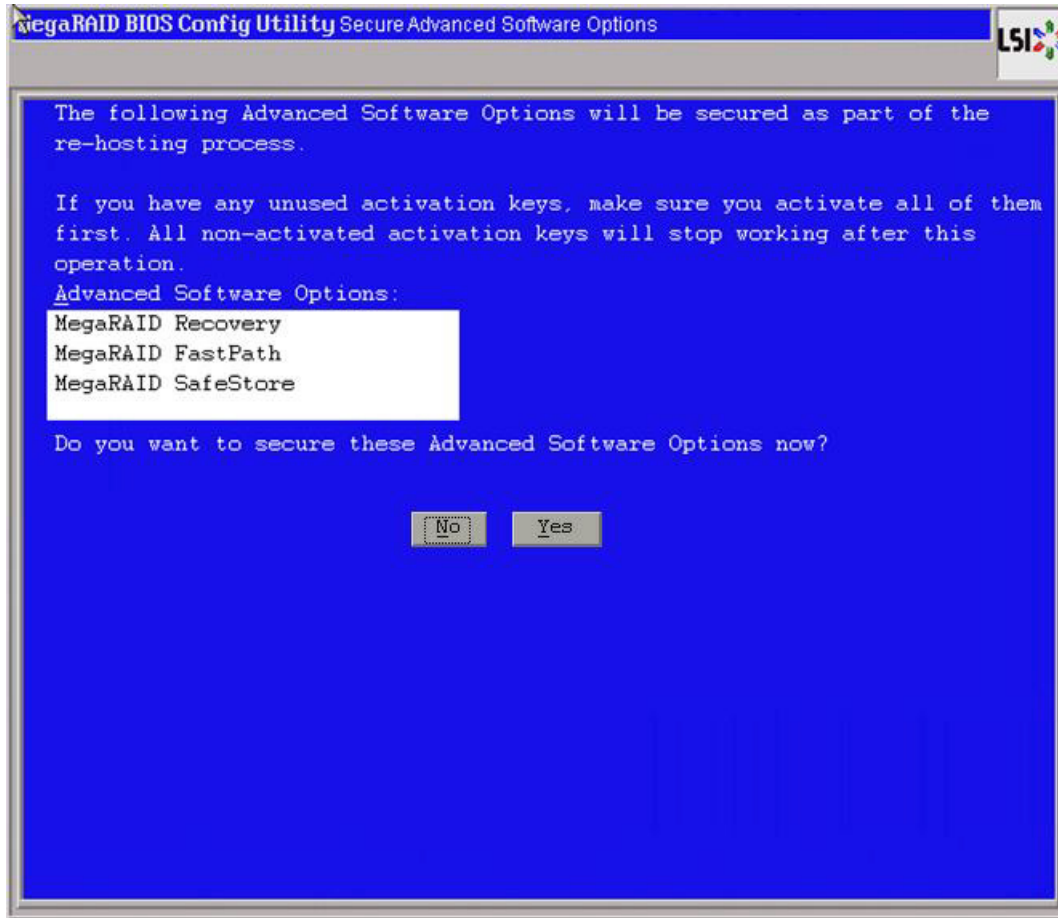 MegaRAID BIOS Config Utility Secure Advanced Software Options
LSI
The following Advanced Software Options will be secured as part of the
re-hosting process.
If you have any unused activation keys, make sure you activate all of them
first. All non-activated activation keys will stop working after this
operation.
Advanced Software Options:
MegaRAID Recovery
MegaRAID FastPath
MegaRAID SafeStore
Do you want to secure these Advanced Software Options now?
No Yes